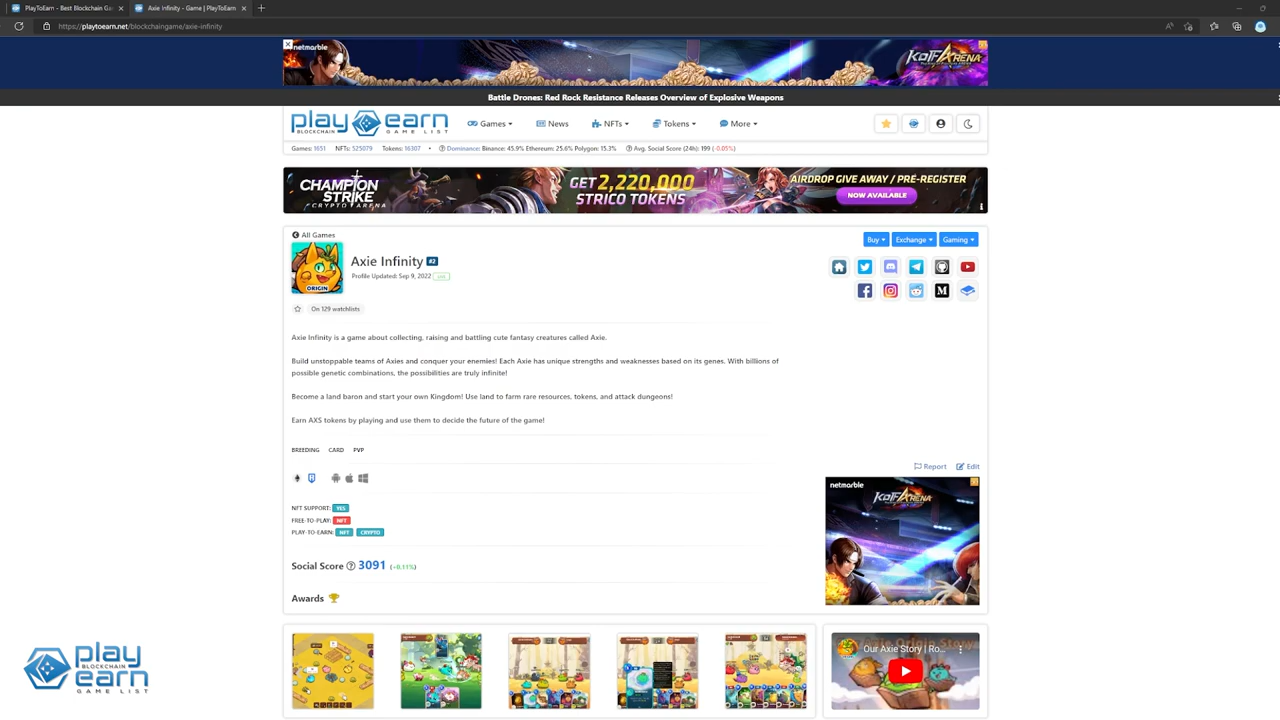 PlayToEarn - Best Blockchain Ga
Axie Infinity - Game | PlayToEarn
https://playtoearn.net/blockchaingame/axie-infinity
netmarble
KOFARENA
Battle Drones: Red Rock Resistance Releases Overview of Explosive Weapons
play earn
BLOCKCHAIN GAME LIST
Games News NFTs Tokens More
Games: 1651 NFTs: 525079 Tokens: 16307 • Dominance: Binance: 45.9% Ethereum: 25.6% Polygon: 15.3% Avg. Social Score (24h): 199 (-0.05%)
CHAMPION STRIKE
CRYPTO ARENA
GET 2,220,000 STRICO TOKENS
AIRDROP GIVE AWAY / PRE-REGISTER
NOW AVAILABLE
All Games
Buy Exchange Gaming
ORIGIN
Axie Infinity #2
Profile Updated: Sep 9, 2022 LIVE
On 129 watchlists
Axie Infinity is a game about collecting, raising and battling cute fantasy creatures called Axie.
Build unstoppable teams of Axies and conquer your enemies! Each Axie has unique strengths and weaknesses based on its genes. With billions of
possible genetic combinations, the possibilities are truly infinite!
Become a land baron and start your own Kingdom! Use land to farm rare resources, tokens, and attack dungeons!
Earn AXS tokens by playing and use them to decide the future of the game!
BREEDING CARD PVP
Report Edit
NFT SUPPORT: YES
FREE-TO-PLAY: NFT
PLAY-TO-EARN: NFT CRYPTO
netmarble
KOFARENA
Social Score 3091 (+0.11%)
Awards
Our Axie Story | Ro...
play earn
BLOCKCHAIN
GAME LIST